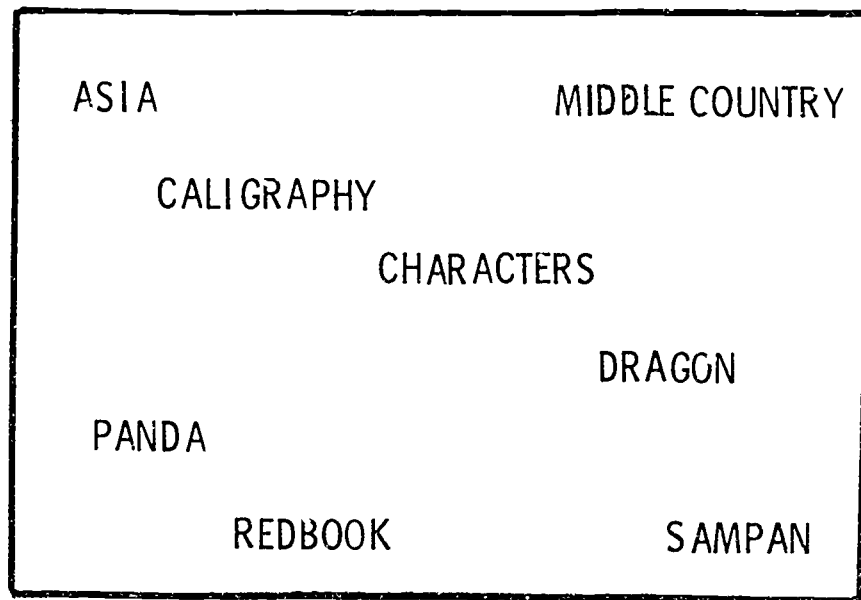 ASIA MIDDLE COUNTRY
CALIGRAPHY
CHARACTERS
DRAGON
PANDA
REDBOOK SAMPAN